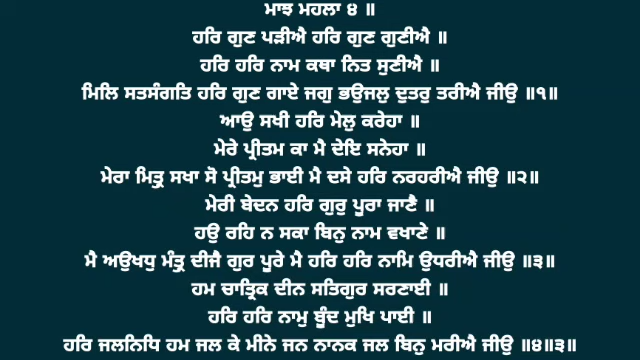 ਮਾਝ ਮਹਲਾ ੪ ॥
ਹਰਿ ਗੁਣ ਪੜੀਐ ਹਰਿ ਗੁਣ ਗੁਣੀਐ ॥
ਹਰਿ ਹਰਿ ਨਾਮ ਕਥਾ ਨਿਤ ਸੁਣੀਐ ॥
ਮਿਲਿ ਸਤਸੰਗਤਿ ਹਰਿ ਗੁਣ ਗਾਏ ਜਗੁ ਭਉਜਲੁ ਦੁਤਰੁ ਤਰੀਐ ਜੀਉ ॥੧॥
ਆਉ ਸਖੀ ਹਰਿ ਮੇਲੁ ਕਰੇਹਾ ॥
ਮੇਰੇ ਪ੍ਰੀਤਮ ਕਾ ਮੈ ਦੇਇ ਸਨੇਹਾ ॥
ਮੇਰਾ ਮਿਤ੍ਰੁ ਸਖਾ ਸੋ ਪ੍ਰੀਤਮੁ ਭਾਈ ਮੈ ਦਸੇ ਹਰਿ ਨਰਹਰੀਐ ਜੀਉ ॥੨॥
ਮੇਰੀ ਬੇਦਨ ਹਰਿ ਗੁਰੁ ਪੂਰਾ ਜਾਣੈ ॥
ਹਉ ਰਹਿ ਨ ਸਕਾ ਬਿਨੁ ਨਾਮ ਵਖਾਣੇ ॥
ਮੈ ਅਉਖਧੁ ਮੰਤ੍ਰੁ ਦੀਜੈ ਗੁਰ ਪੂਰੇ ਮੈ ਹਰਿ ਹਰਿ ਨਾਮਿ ਉਧਰੀਐ ਜੀਉ ॥੩॥
ਹਮ ਚਾਤ੍ਰਿਕ ਦੀਨ ਸਤਿਗੁਰ ਸਰਣਾਈ ॥
ਹਰਿ ਹਰਿ ਨਾਮੁ ਬੂੰਦ ਮੁਖਿ ਪਾਈ ॥
ਹਰਿ ਜਲਨਿਧਿ ਹਮ ਜਲ ਕੇ ਮੀਨੇ ਜਨ ਨਾਨਕ ਜਲ ਬਿਨੁ ਮਰੀਐ ਜੀਉ ॥੪॥੩॥